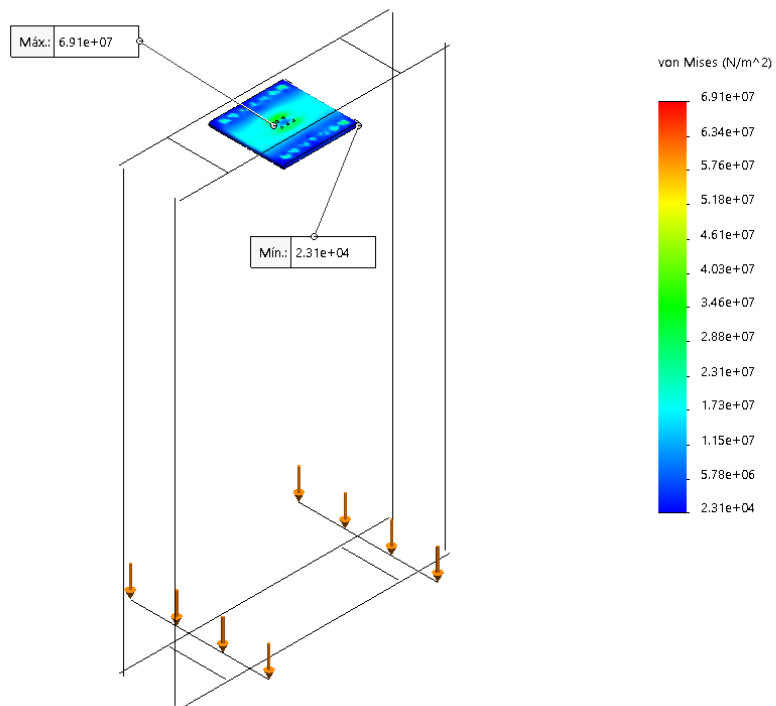 Máx.: 6.91e+07
Mín.: 2.31e+04
von Mises (N/m^2)
6.91e+07
6.34e+07
5.76e+07
5.18e+07
4.61e+07
4.03e+07
3.46e+07
2.88e+07
2.31e+07
1.73e+07
1.15e+07
5.78e+06
2.31e+04